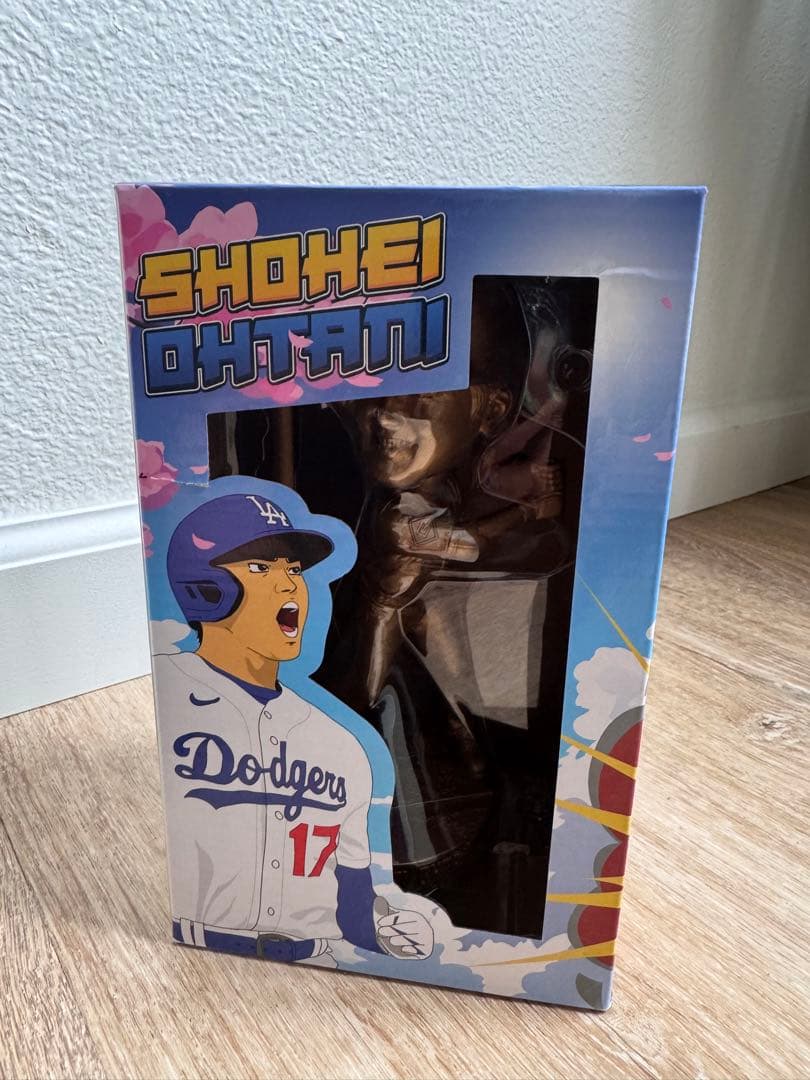 SHOHEI
OHTANI
LA
Dodgers
17